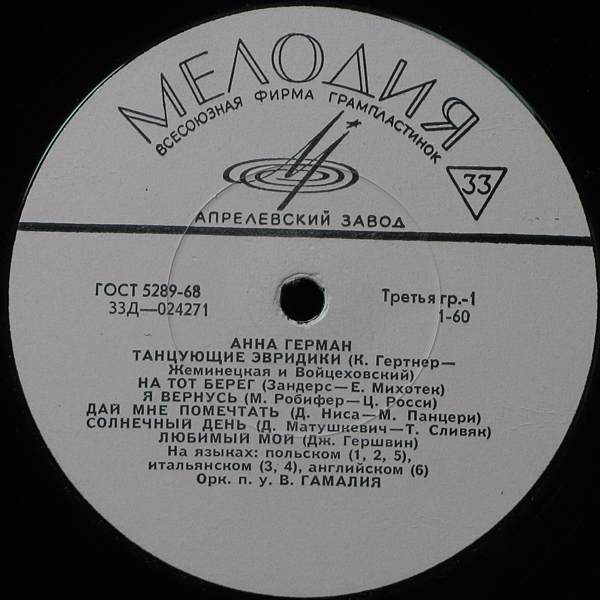 МЕЛОДИЯ
ВСЕСОЮЗНАЯ ФИРМА ГРАМПЛАСТИНОК
33
АПРЕЛЕВСКИЙ ЗАВОД
ГОСТ 5289-68
Третья гр.-1
33Д—024271
1-60
АННА ГЕРМАН
ТАНЦУЮЩИЕ ЭВРИДИКИ (К. Гертнер—
Жеминецкая и Войцеховский)
НА ТОТ БЕРЕГ (Зандерс—Е. Михотек)
Я ВЕРНУСЬ (М. Робифер—Ц. Росси)
ДАЙ МНЕ ПОМЕЧТАТЬ (Д. Ниса—М. Панцери)
СОЛНЕЧНЫЙ ДЕНЬ (Д. Матушкевич—Т. Сливяк)
ЛЮБИМЫЙ МОЙ (Дж. Гершвин)
На языках: польском (1, 2, 5),
итальянском (3, 4), английском (6)
Орк. п. у. В. ГАМАЛИЯ